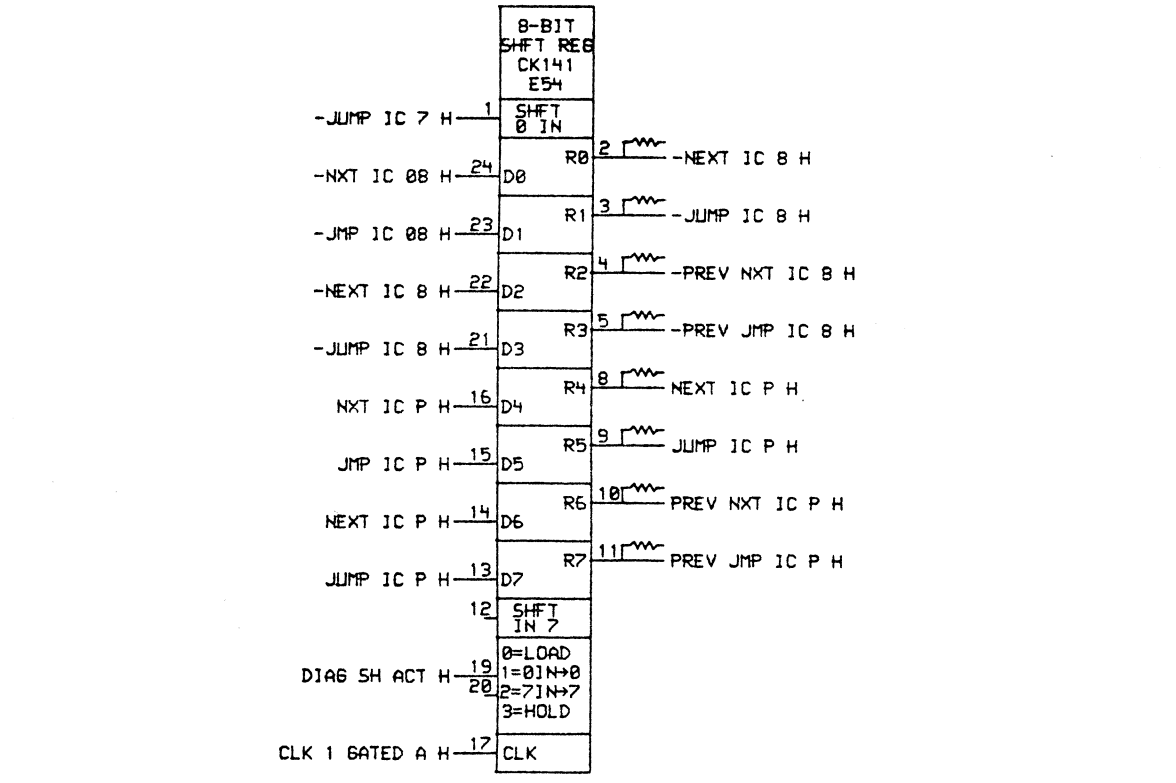 8-BIT
SHFT REG
CK141
E54
-JUMP IC 7 H 1 SHFT
0 IN
R0 2 -NEXT IC 8 H
-NXT IC 08 H 24 D0
R1 3 -JUMP IC 8 H
-JMP IC 08 H 23 D1
R2 4 -PREV NXT IC 8 H
-NEXT IC 8 H 22 D2
R3 5 -PREV JMP IC 8 H
-JUMP IC 8 H 21 D3
R4 8 NEXT IC P H
NXT IC P H 16 D4
R5 9 JUMP IC P H
JMP IC P H 15 D5
R6 10 PREV NXT IC P H
NEXT IC P H 14 D6
R7 11 PREV JMP IC P H
JUMP IC P H 13 D7
12 SHFT
IN 7
0=LOAD
DIAG SH ACT H 19 1=0IN→0
20 2=7IN→7
3=HOLD
CLK 1 GATED A H 17 CLK